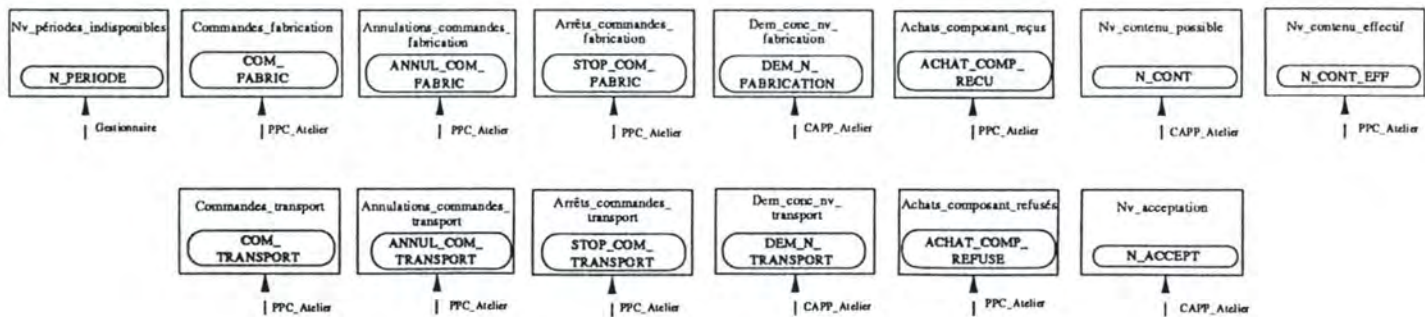 Nv_périodes_indisponibles
N_PERIODE
Gestionnaire
Commandes_fabrication
COM_
FABRIC
PPC_Atelier
Annulations_commandes_
fabrication
ANNUL_COM_
FABRIC
PPC_Atelier
Arrêts_commandes_
fabrication
STOP_COM_
FABRIC
PPC_Atelier
Dem_conc_nv_
fabrication
DEM_N_
FABRICATION
CAPP_Atelier
Achats_composant_reçus
ACHAT_COMP_
RECU
PPC_Atelier
Nv_contenu_possible
N_CONT
CAPP_Atelier
Nv_contenu_effectif
N_CONT_EFF
PPC_Atelier
Commandes_transport
COM_
TRANSPORT
PPC_Atelier
Annulations_commandes_
transport
ANNUL_COM_
TRANSPORT
PPC_Atelier
Arrêts_commandes_
transport
STOP_COM_
TRANSPORT
PPC_Atelier
Dem_conc_nv_
transport
DEM_N_
TRANSPORT
CAPP_Atelier
Achats_composant_refusés
ACHAT_COMP_
REFUSE
PPC_Atelier
Nv_acceptation
N_ACCEPT
CAPP_Atelier